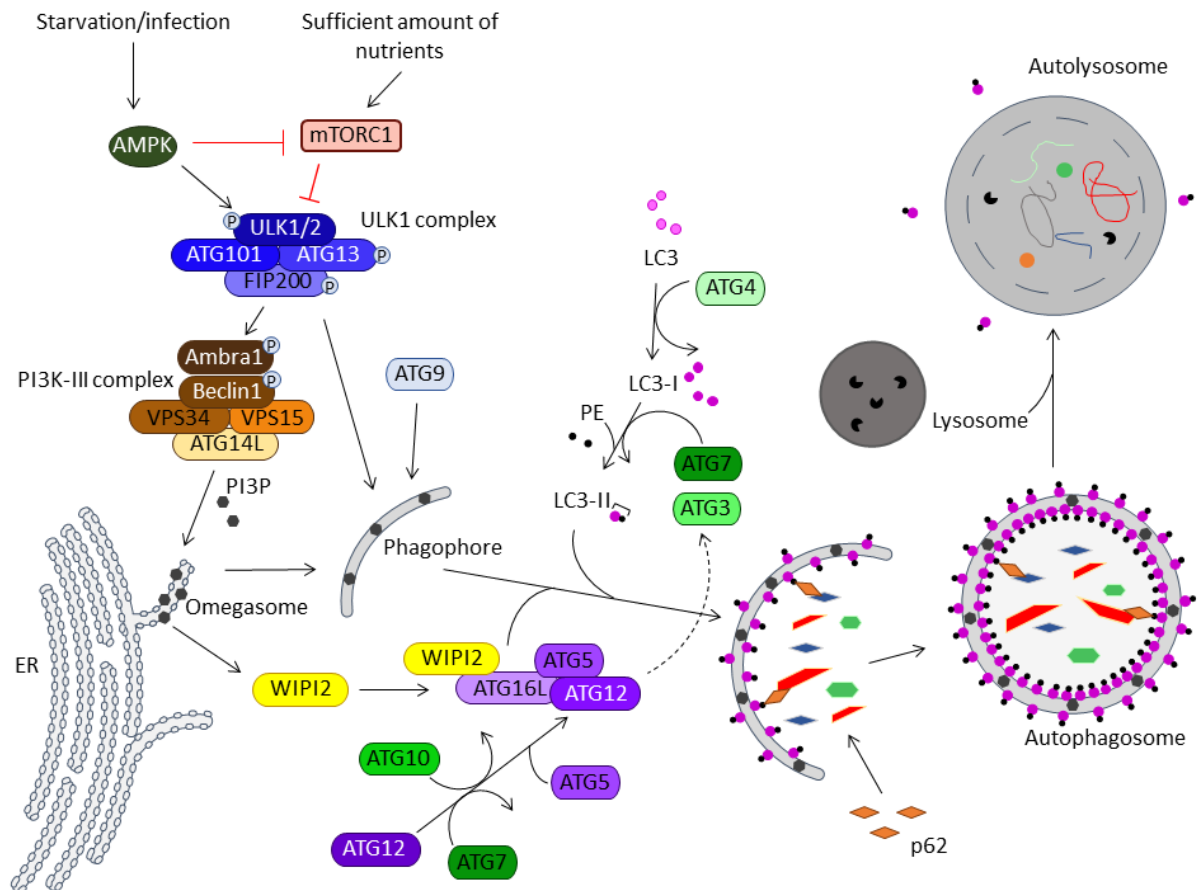 Starvation/infection
Sufficient amount of
nutrients
Autolysosome
AMPK
mTORC1
P
ULK1/2
ULK1 complex
ATG101
ATG13
P
FIP200
P
LC3
ATG4
Ambra1
P
PI3K-III complex
Beclin1
P
VPS34
VPS15
ATG14L
ATG9
LC3-I
PE
Lysosome
ATG7
PI3P
LC3-II
ATG3
Phagophore
Omegasome
ER
WIPI2
WIPI2
ATG5
ATG16L
ATG12
Autophagosome
ATG10
ATG5
ATG12
ATG7
p62